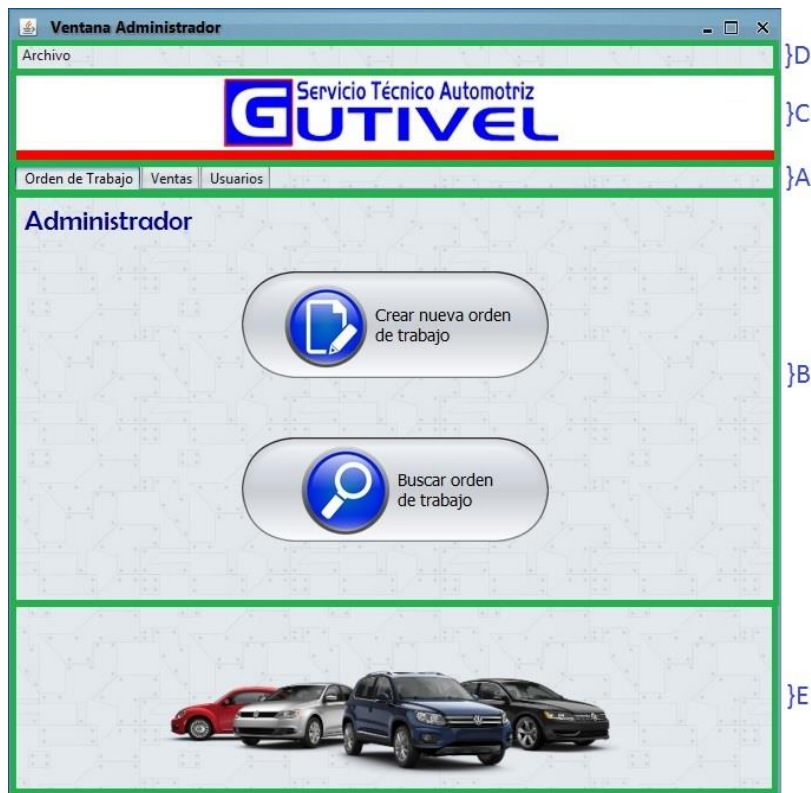 Ventana Administrador
Archivo
}D
Servicio Técnico Automotriz
GUTIVEL
}C
Orden de Trabajo Ventas Usuarios
}A
Administrador
Crear nueva orden
de trabajo
}B
Buscar orden
de trabajo
}E